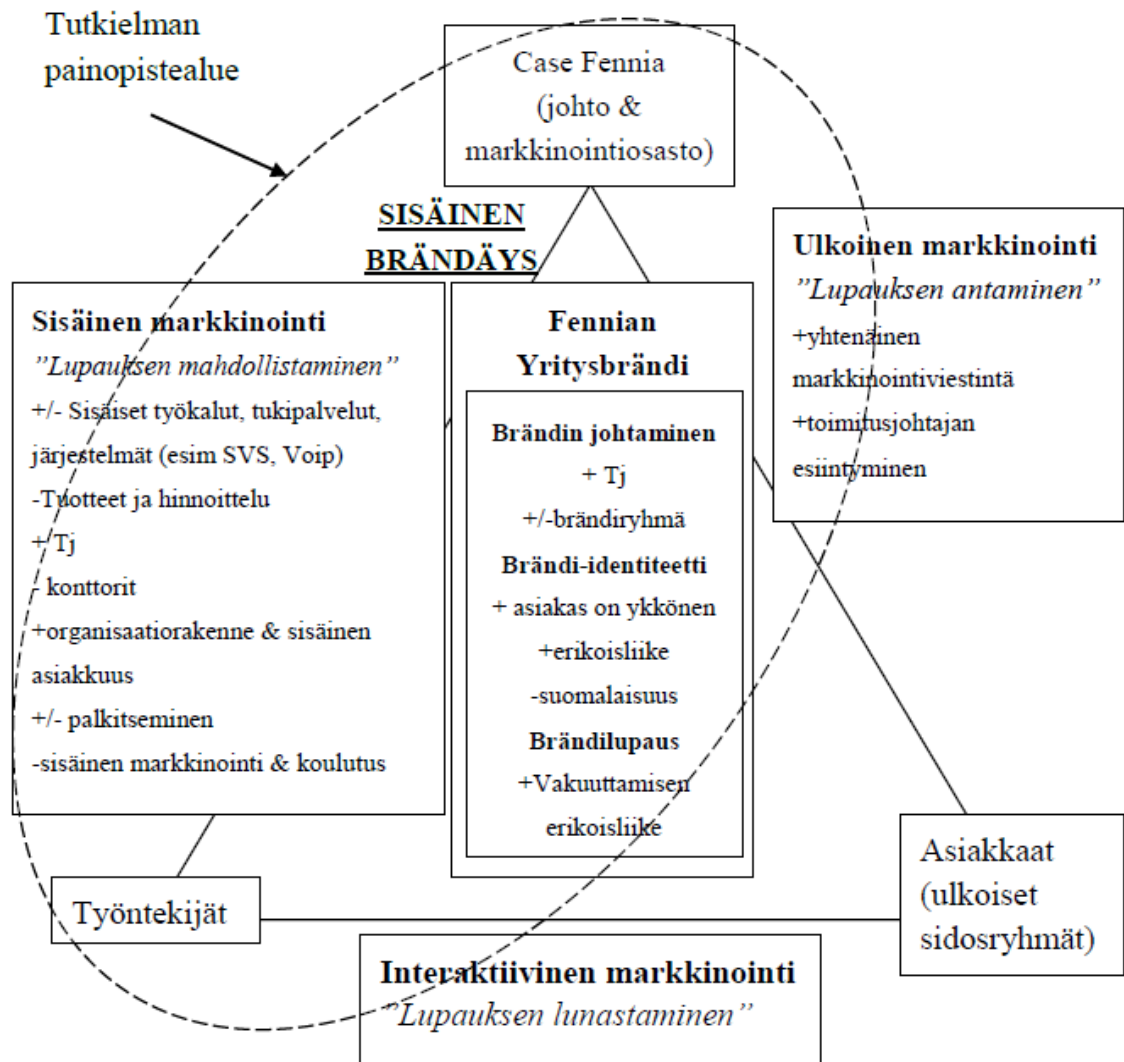 Tutkielman
painopistealue
Case Fennia
(johto &
markkinointiosasto)
SISÄINEN
BRÄNDÄYS
Sisäinen markkinointi
”Lupauksen mahdollistaminen”
+/- Sisäiset työkalut, tukipalvelut,
järjestelmät (esim SVS, Voip)
-Tuotteet ja hinnoittelu
+ Tj
- konttorit
+organisaatiorakenne & sisäinen
asiakkuus
+/- palkitseminen
-sisäinen markkinointi & koulutus
Fennian
Yritysbrändi
Brändin johtaminen
+ Tj
+/-brändiryhmä
Brändi-identiteetti
+ asiakas on ykkönen
+erikoisliike
-suomalaisuus
Brändilupaus
+Vakuuttamisen
erikoisliike
Ulkoinen markkinointi
”Lupauksen antaminen”
+yhtenäinen
markkinointiviestintä
+toimitusjohtajan
esiintyminen
Työntekijät
Asiakkaat
(ulkoiset
sidosryhmät)
Interaktiivinen markkinointi
”Lupauksen lunastaminen”